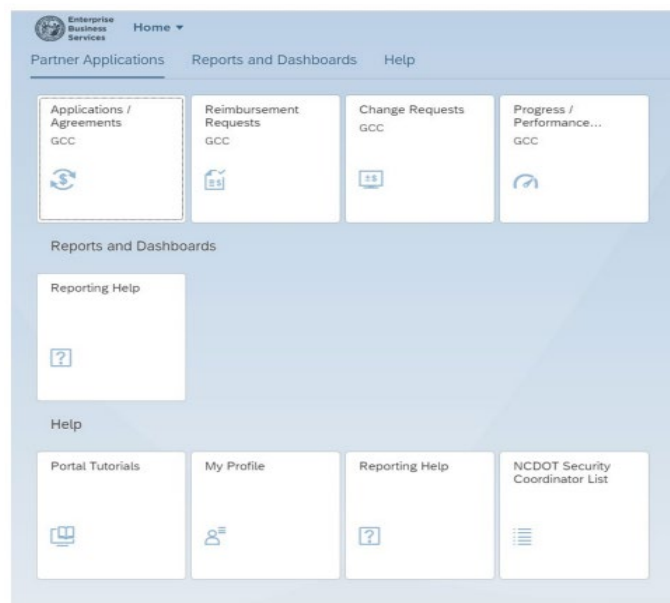 Enterprise
Business
Services
Home
Partner Applications
Reports and Dashboards
Help
Applications /
Agreements
GCC
Reimbursement
Requests
GCC
Change Requests
GCC
Progress /
Performance...
GCC
Reports and Dashboards
Reporting Help
Help
Portal Tutorials
My Profile
Reporting Help
NCDOT Security
Coordinator List